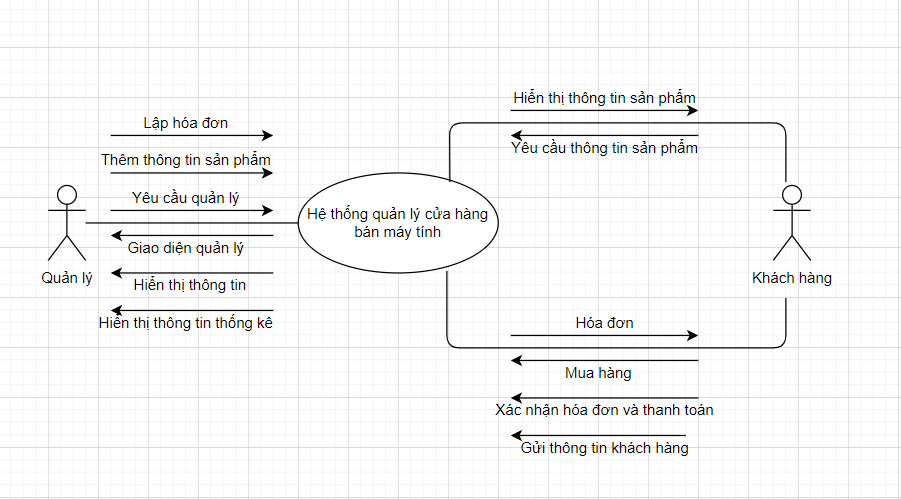 Hiển thị thông tin sản phẩm
Lập hóa đơn
Yêu cầu thông tin sản phẩm
Thêm thông tin sản phẩm
Yêu cầu quản lý
Hệ thống quản lý cửa hàng
bán máy tính
Giao diện quản lý
Quản lý
Khách hàng
Hiển thị thông tin
Hiển thị thông tin thống kê
Hóa đơn
Mua hàng
Xác nhận hóa đơn và thanh toán
Gửi thông tin khách hàng